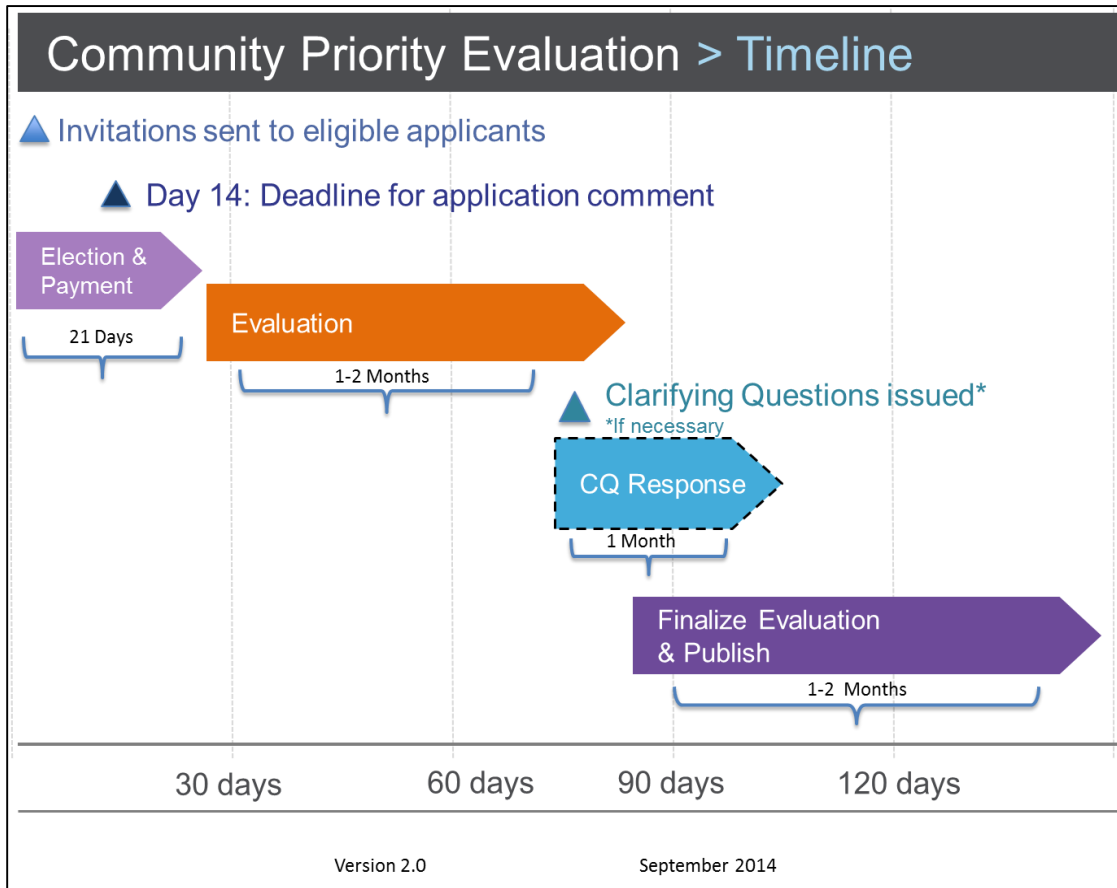 Community Priority Evaluation > Timeline
Invitations sent to eligible applicants
Day 14: Deadline for application comment
Election &
Payment
21 Days
Evaluation
1-2 Months
Clarifying Questions issued*
*If necessary
CQ Response
1 Month
Finalize Evaluation
& Publish
1-2 Months
30 days
60 days
90 days
120 days
Version 2.0
September 2014